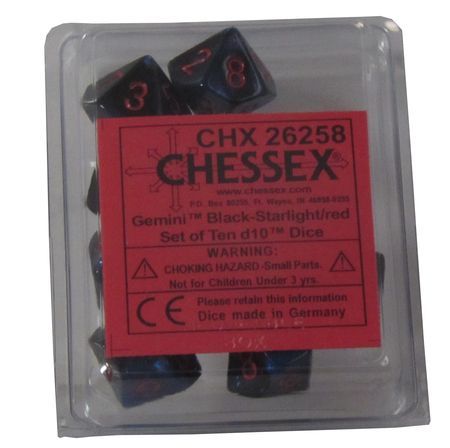 3
8
CHX 26258
CHESSEX®
www.chessex.com
P.O. Box 80255, Ft. Wayne, IN 46898-0255
Gemini™ Black-Starlight/red
Set of Ten d10™ Dice
WARNING:
CHOKING HAZARD-Small Parts.
Not for Children Under 3 yrs.
CE
Please retain this information
Dice made in Germany